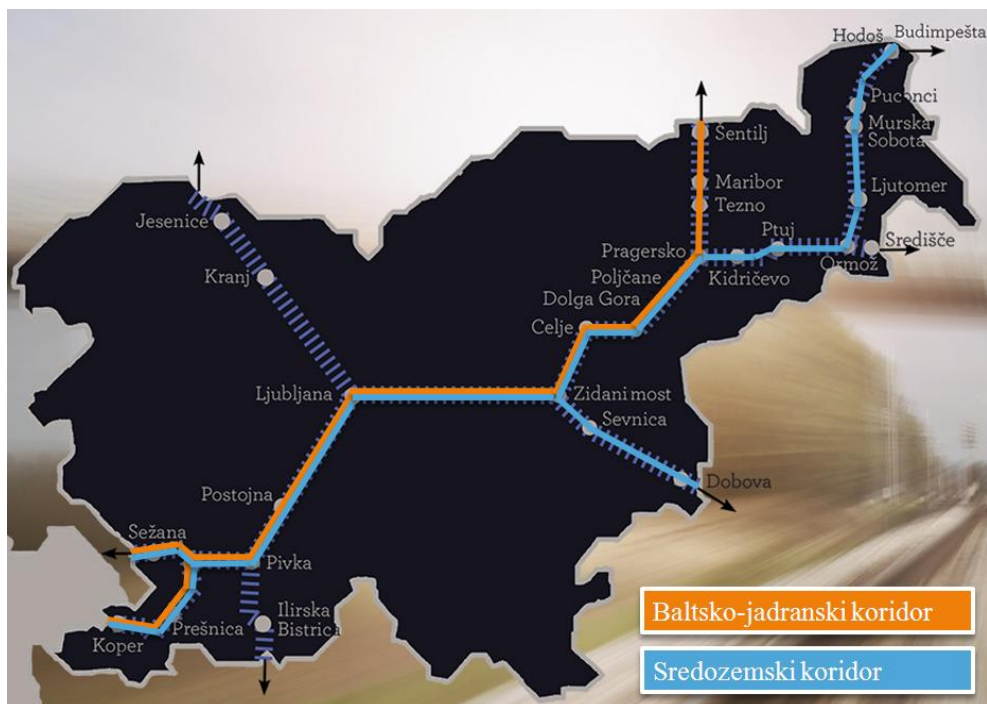 Hodoš
Budimpešta
Puconci
Murska
Sobota
Šentilj
Maribor
Tezno
Ljutomer
Jesenice
Ptuj
Središče
Pragersko
Ormož
Kranj
Poljčane
Kidričevo
Dolga Gora
Celje
Ljubljana
Zidani most
Sevnica
Dobova
Postojna
Sežana
Pivka
Ilirska
Bistrica
Prešnica
Koper
Baltsko-jadranski koridor
Sredozemski koridor